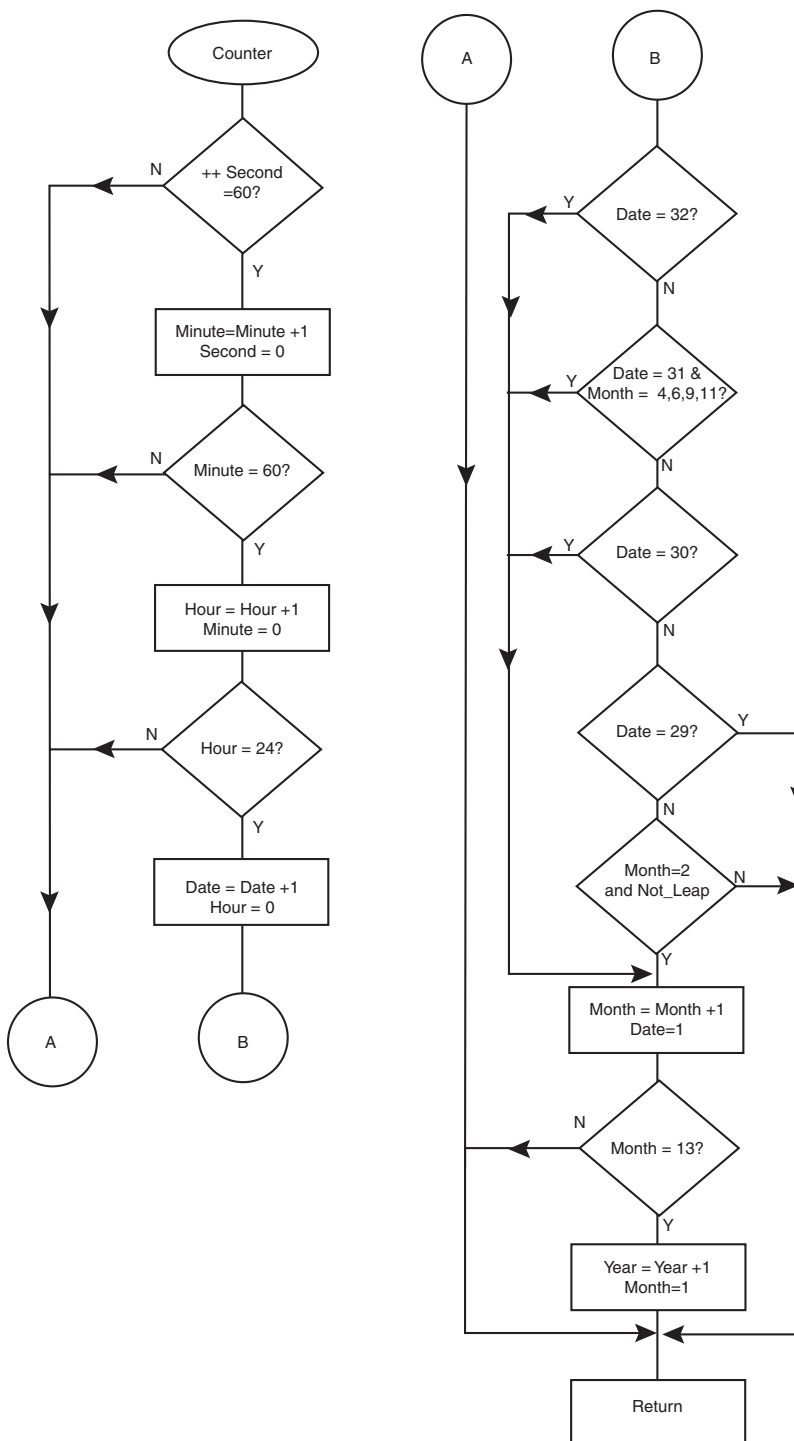 Counter
N
++ Second
=60?
Y
Minute=Minute +1
Second = 0
N
Minute = 60?
Y
Hour = Hour +1
Minute = 0
N
Hour = 24?
Y
Date = Date +1
Hour = 0
A
B
A
B
Y
Date = 32?
N
Date = 31 &
Y
Month = 4,6,9,11?
N
Y
Date = 30?
N
Date = 29?
Y
N
Month=2
and Not_Leap
N
Y
Month = Month +1
Date=1
N
Month = 13?
Y
Year = Year +1
Month=1
Return